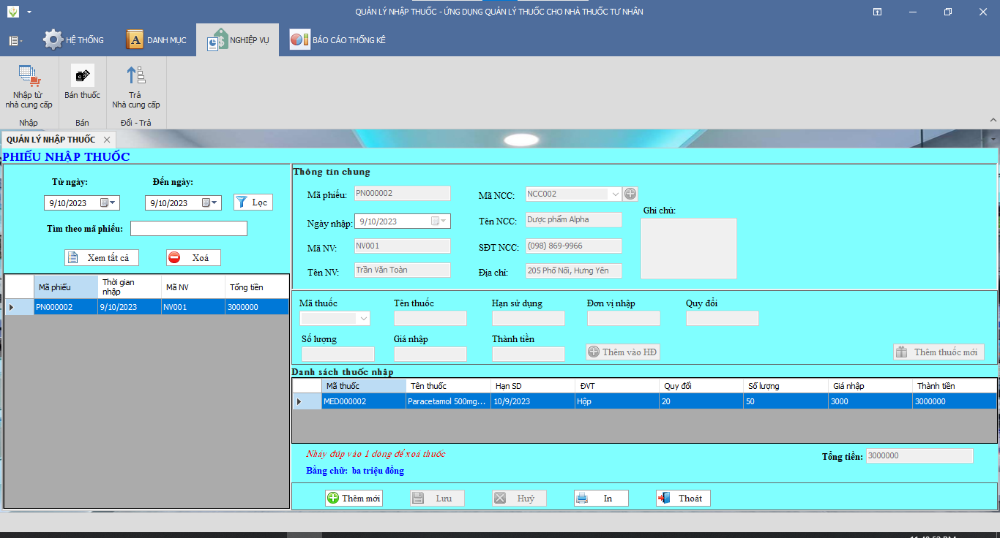 QUẢN LÝ NHẬP THUỐC - ỨNG DỤNG QUẢN LÝ THUỐC CHO NHÀ THUỐC TƯ NHÂN
HỆ THỐNG
DANH MỤC
NGHIỆP VỤ
BÁO CÁO THỐNG KÊ
Nhập từ
nhà cung cấp
Bán thuốc
Trả
Nhà cung cấp
Nhập
Bán
Đổi - Trả
QUẢN LÝ NHẬP THUỐC
PHIẾU NHẬP THUỐC
Từ ngày:
Đến ngày:
9/10/2023
9/10/2023
Lọc
Tìm theo mã phiếu:
Xem tất cả
Xoá
Mã phiếu
Thời gian
nhập
Mã NV
Tổng tiền
PN000002
9/10/2023
NV001
3000000
Thông tin chung
Mã phiếu:
PN000002
Mã NCC:
NCC002
Ngày nhập:
9/10/2023
Tên NCC:
Dược phẩm Alpha
Ghi chú:
Mã NV:
NV001
SĐT NCC:
(098) 869-9966
Tên NV:
Trần Văn Toàn
Địa chỉ:
205 Phố Nối, Hưng Yên
Mã thuốc
Tên thuốc
Hạn sử dụng
Đơn vị nhập
Quy đổi
Số lượng
Giá nhập
Thành tiền
Thêm vào HĐ
Thêm thuốc mới
Danh sách thuốc nhập
Mã thuốc
Tên thuốc
Hạn SD
ĐVT
Quy đổi
Số lượng
Giá nhập
Thành tiền
MED000002
Paracetamol 500mg...
10/9/2023
Hộp
20
50
3000
3000000
Nháy đúp vào 1 dòng để xoá thuốc
Tổng tiền:
3000000
Bằng chữ: ba triệu đồng
Thêm mới
Lưu
Huỷ
In
Thoát